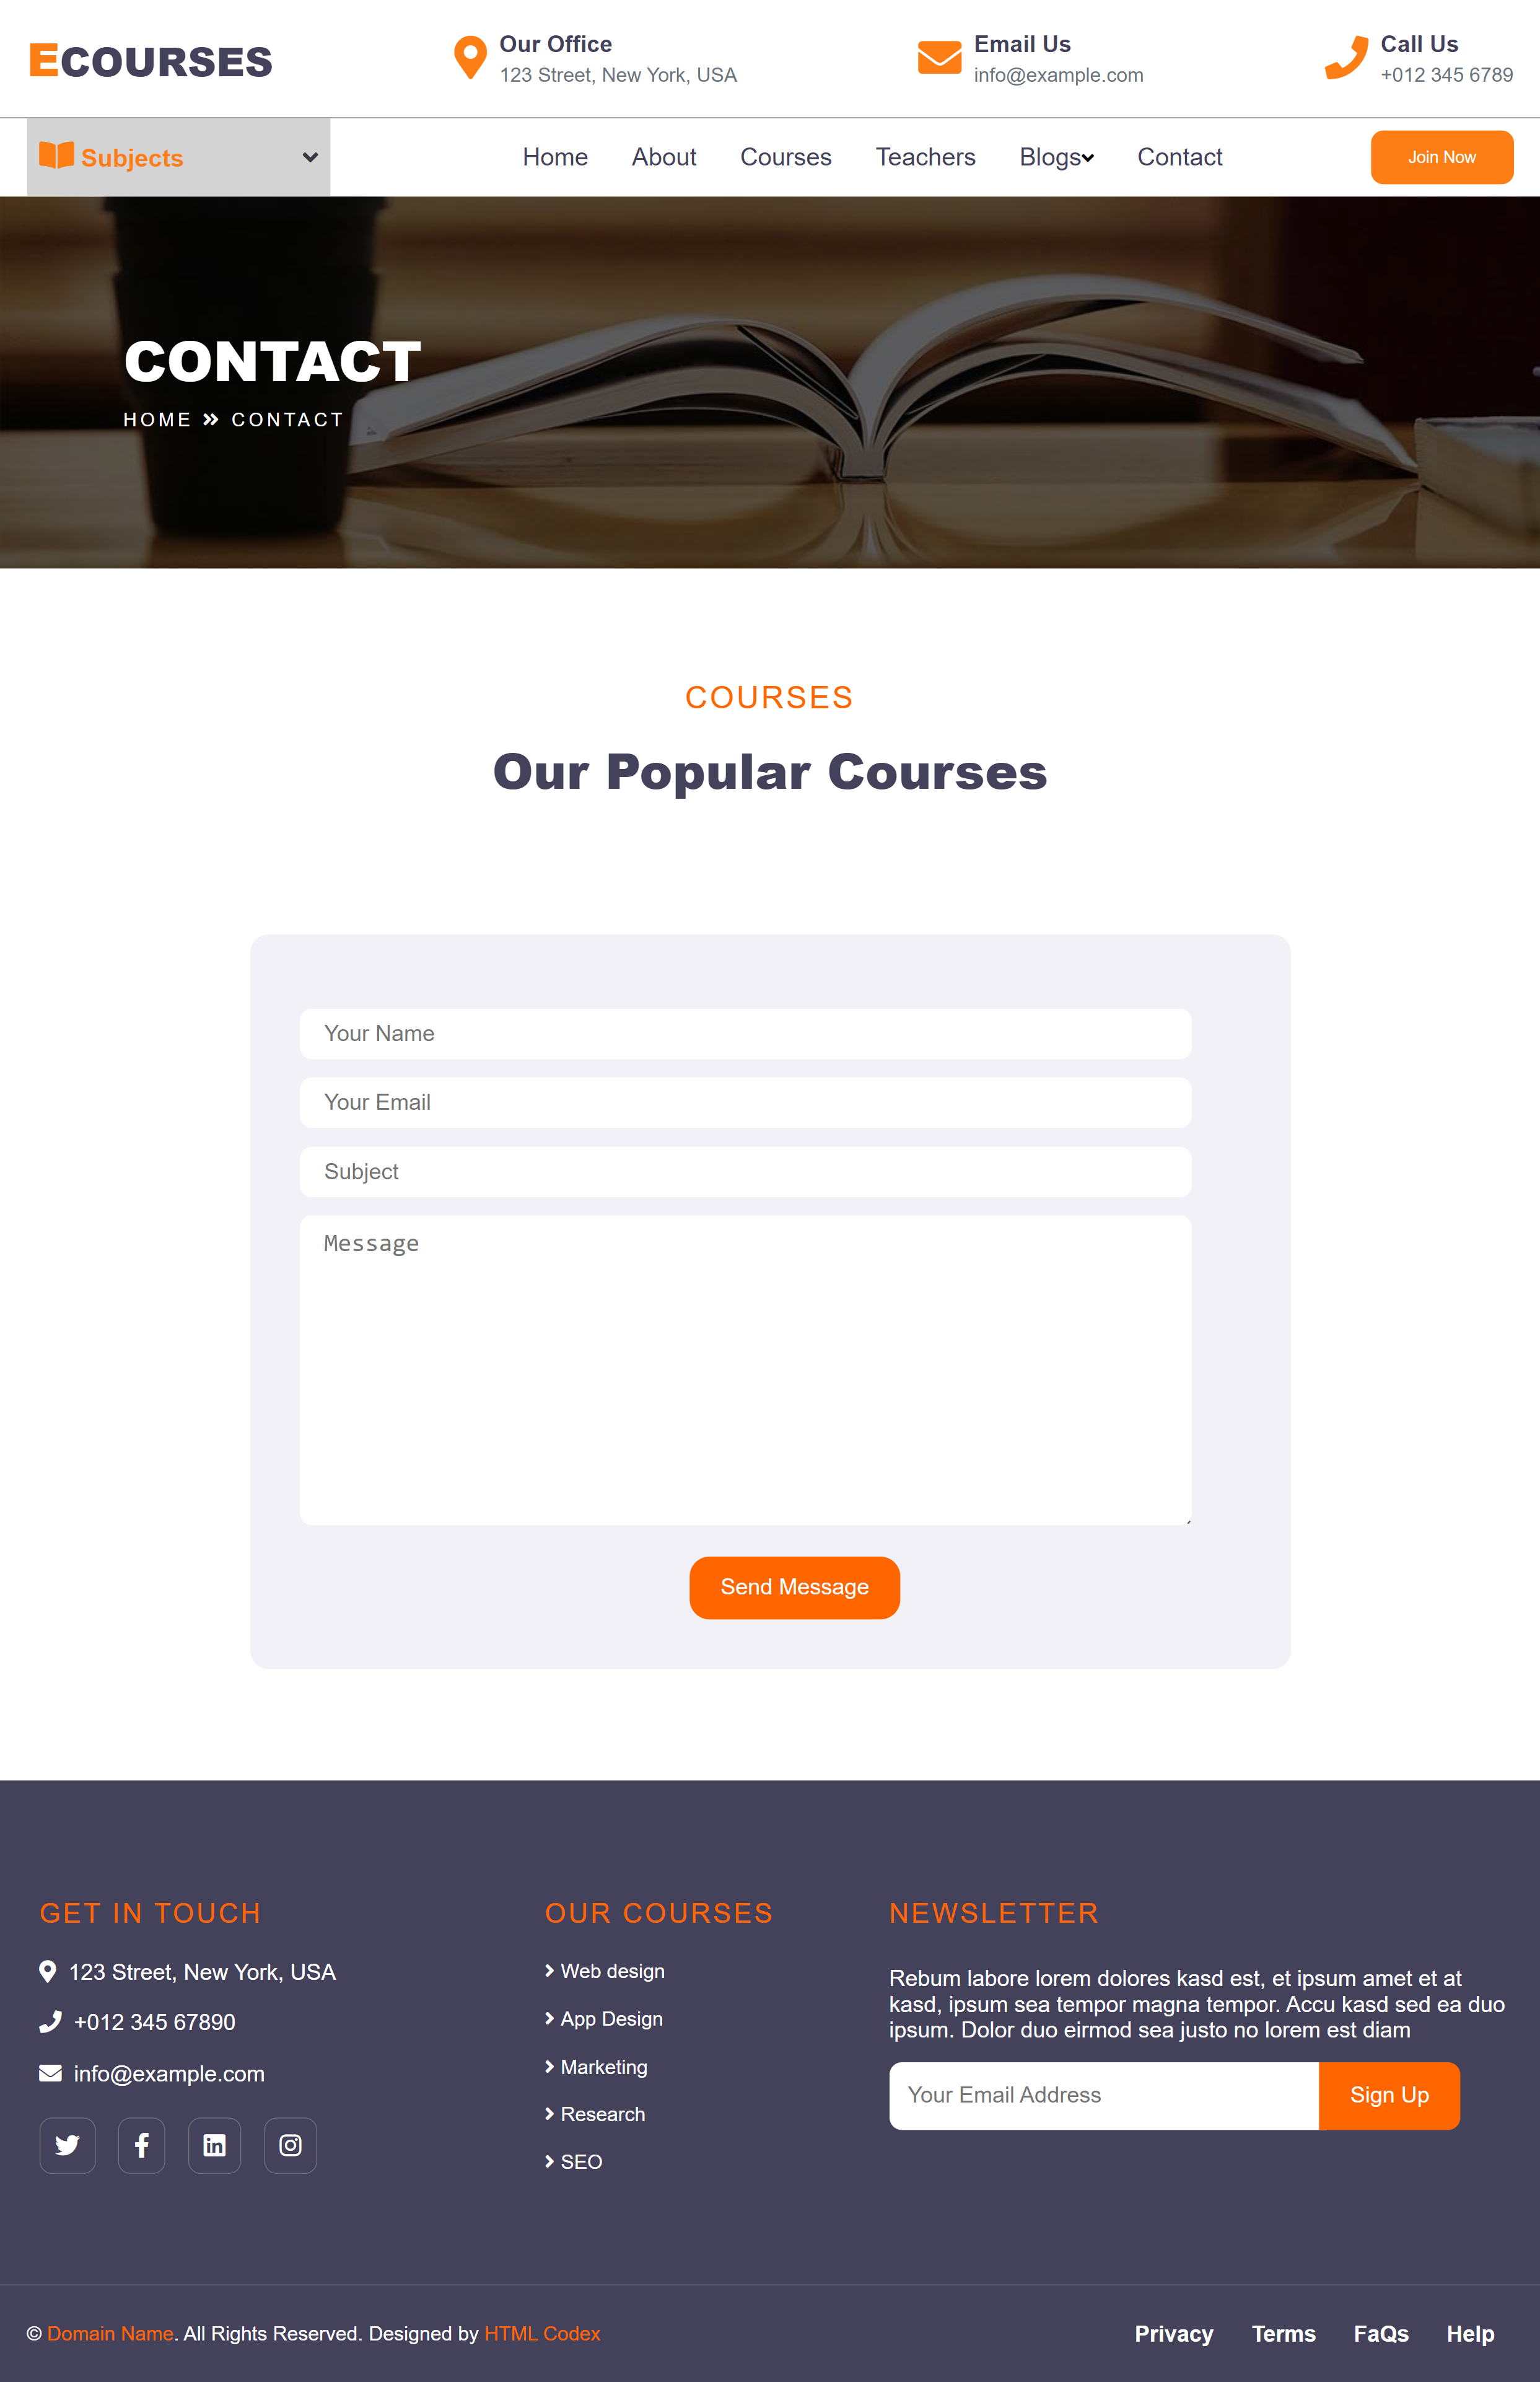 ECOURSES
Our Office
123 Street, New York, USA
Email Us
info@example.com
Call Us
+012 345 6789
Subjects
Home About Courses Teachers Blogs Contact
Join Now
CONTACT
HOME » CONTACT
COURSES
Our Popular Courses
Your Name
Your Email
Subject
Message
Send Message
GET IN TOUCH
123 Street, New York, USA
+012 345 67890
info@example.com
OUR COURSES
Web design
App Design
Marketing
Research
SEO
NEWSLETTER
Rebum labore lorem dolores kasd est, et ipsum amet et at
kasd, ipsum sea tempor magna tempor. Accu kasd sed ea duo
ipsum. Dolor duo eirmod sea justo no lorem est diam
Your Email Address
Sign Up
© Domain Name. All Rights Reserved. Designed by HTML Codex
Privacy Terms FaQs Help